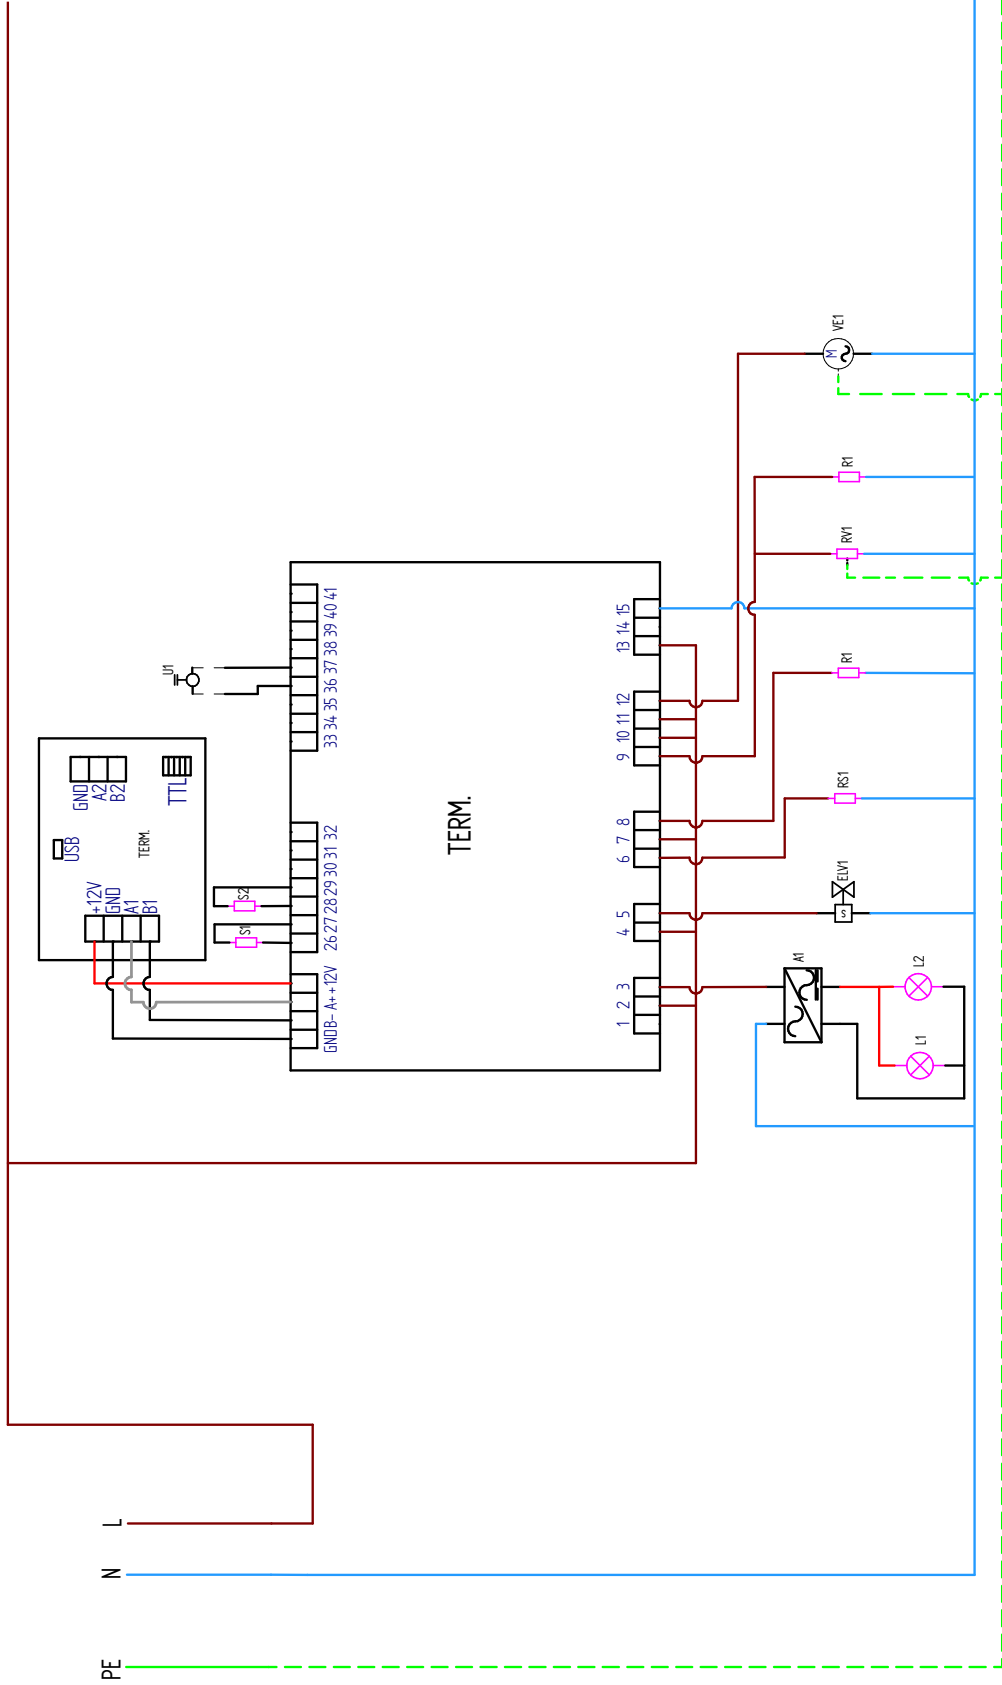 PE
N
L
GND
A2
B2
TTL
USB
TERM.
+12V
GND
A1
B1
U1
S2
S1
33 34 35 36 37 38 39 40 41
26 27 28 29 30 31 32
GND B- A+ +12V
TERM.
1 2 3
4 5
6 7 8
9 10 11 12
13 14 15
A1
L1
L2
ELV1
S
RS1
R1
RV1
R1
M
VE1